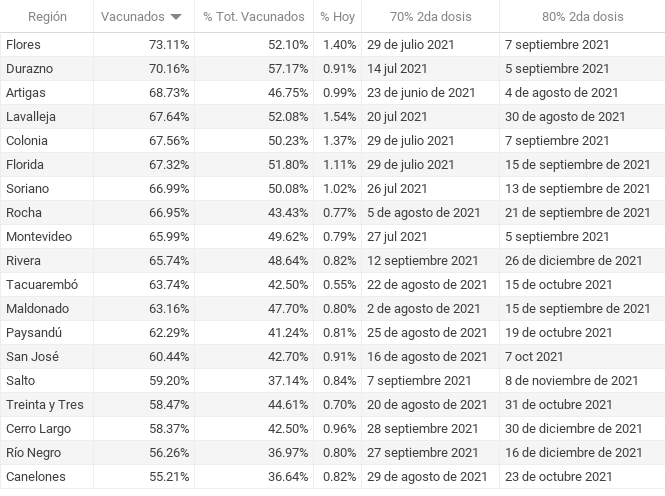 Región Vacunados % Tot. Vacunados % Hoy 70% 2da dosis 80% 2da dosis
Flores 73.11% 52.10% 1.40% 29 de julio 2021 7 septiembre 2021
Durazno 70.16% 57.17% 0.91% 14 jul 2021 5 septiembre 2021
Artigas 68.73% 46.75% 0.99% 23 de junio de 2021 4 de agosto de 2021
Lavalleja 67.64% 52.08% 1.54% 20 jul 2021 30 de agosto de 2021
Colonia 67.56% 50.23% 1.37% 29 de julio 2021 7 septiembre 2021
Florida 67.32% 51.80% 1.11% 29 de julio 2021 15 de septiembre de 2021
Soriano 66.99% 50.08% 1.02% 26 jul 2021 13 de septiembre de 2021
Rocha 66.95% 43.43% 0.77% 5 de agosto de 2021 21 de septiembre de 2021
Montevideo 65.99% 49.62% 0.79% 27 jul 2021 5 septiembre 2021
Rivera 65.74% 48.64% 0.82% 12 septiembre 2021 26 de diciembre de 2021
Tacuarembó 63.74% 42.50% 0.55% 22 de agosto de 2021 15 de octubre 2021
Maldonado 63.16% 47.70% 0.80% 2 de agosto de 2021 15 de septiembre de 2021
Paysandú 62.29% 41.24% 0.81% 25 de agosto de 2021 19 de octubre 2021
San José 60.44% 42.70% 0.91% 16 de agosto de 2021 7 oct 2021
Salto 59.20% 37.14% 0.84% 7 septiembre 2021 8 de noviembre de 2021
Treinta y Tres 58.47% 44.61% 0.70% 20 de agosto de 2021 31 de octubre 2021
Cerro Largo 58.37% 42.50% 0.96% 28 septiembre 2021 30 de diciembre de 2021
Río Negro 56.26% 36.97% 0.80% 27 septiembre 2021 16 de diciembre de 2021
Canelones 55.21% 36.64% 0.82% 29 de agosto de 2021 23 de octubre 2021